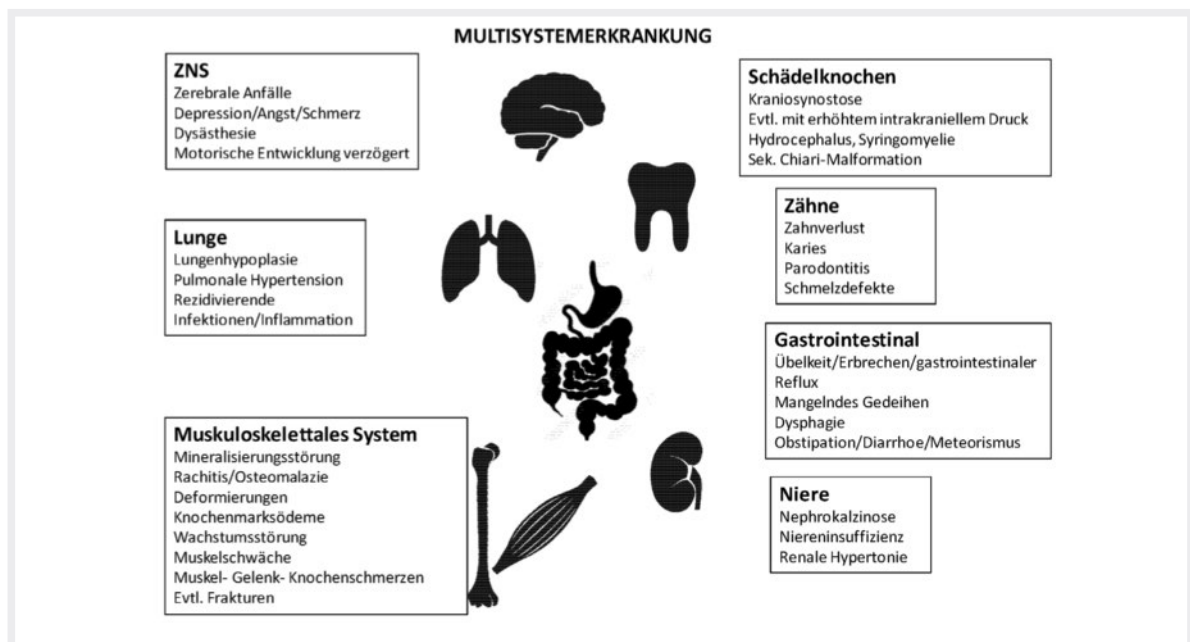 MULTISYSTEMERKRANKUNG
ZNS
Zerebrale Anfälle
Depression/Angst/Schmerz
Dysästhesie
Motorische Entwicklung verzögert
Schädelknochen
Kraniosynostose
Evtl. mit erhöhtem intrakraniellem Druck
Hydrocephalus, Syringomyelie
Sek. Chiari-Malformation
Zähne
Zahnverlust
Karies
Parodontitis
Schmelzdefekte
Lunge
Lungenhypoplasie
Pulmonale Hypertension
Rezidivierende
Infektionen/Inflammation
Gastrointestinal
Übelkeit/Erbrechen/gastrointestinaler
Reflux
Mangelndes Gedeihen
Dysphagie
Obstipation/Diarrhoe/Meteorismus
Muskuloskelettales System
Mineralisierungsstörung
Rachitis/Osteomalazie
Deformierungen
Knochenmarksödeme
Wachstumsstörung
Muskelschwäche
Muskel- Gelenk- Knochenschmerzen
Evtl. Frakturen
Niere
Nephrokalzinose
Niereninsuffizienz
Renale Hypertonie